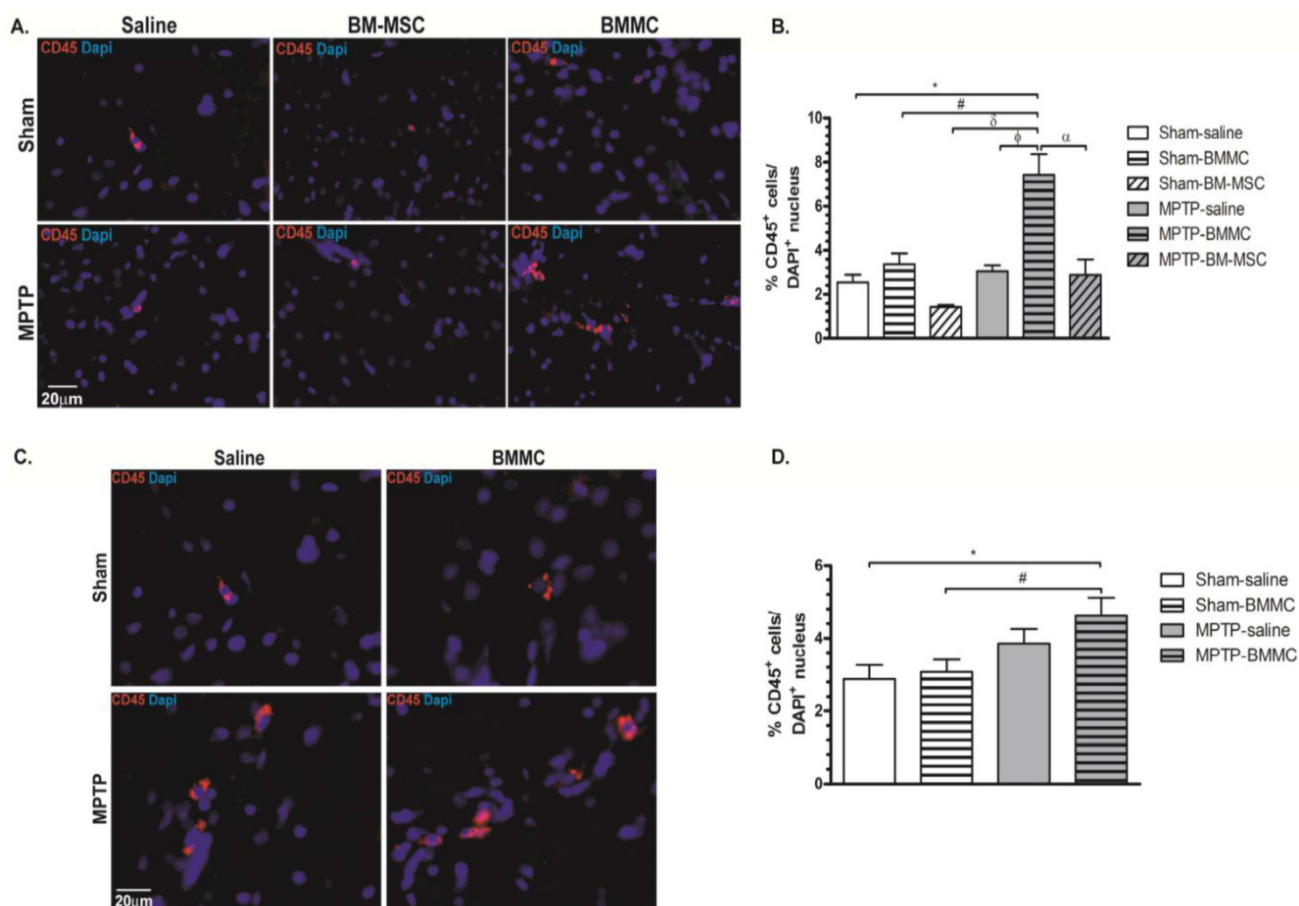 A.
Saline
BM-MSC
BMMC
Sham
CD45 Dapi
CD45 Dapi
CD45 Dapi
MPTP
CD45 Dapi
CD45 Dapi
CD45 Dapi
20μm
B.
*
#
δ
ϕ
α
% CD45⁺ cells/
DAPI⁺ nucleus
10
8
6
4
2
0
Sham-saline
Sham-BMMC
Sham-BM-MSC
MPTP-saline
MPTP-BMMC
MPTP-BM-MSC
C.
Saline
BMMC
Sham
CD45 Dapi
CD45 Dapi
MPTP
CD45 Dapi
CD45 Dapi
20μm
D.
*
#
% CD45⁺ cells/
DAPI⁺ nucleus
6
4
2
0
Sham-saline
Sham-BMMC
MPTP-saline
MPTP-BMMC